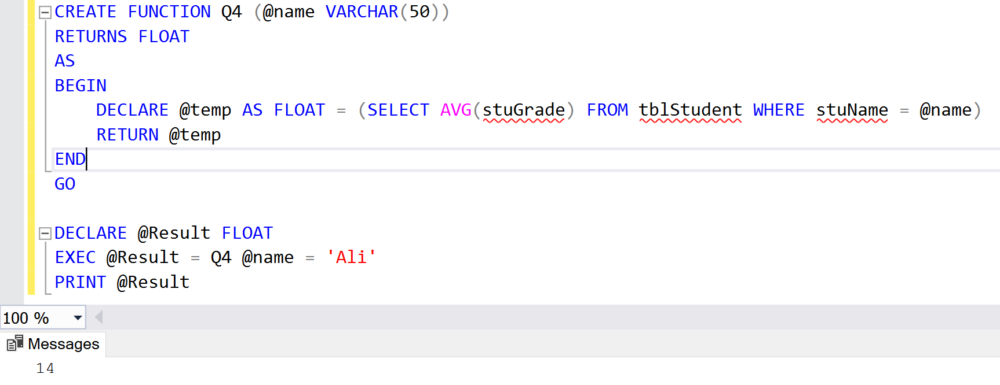 CREATE FUNCTION Q4 (@name VARCHAR(50))
RETURNS FLOAT
AS
BEGIN
    DECLARE @temp AS FLOAT = (SELECT AVG(stuGrade) FROM tblStudent WHERE stuName = @name)
    RETURN @temp
END
GO
DECLARE @Result FLOAT
EXEC @Result = Q4 @name = 'Ali'
PRINT @Result
100 %
Messages
14